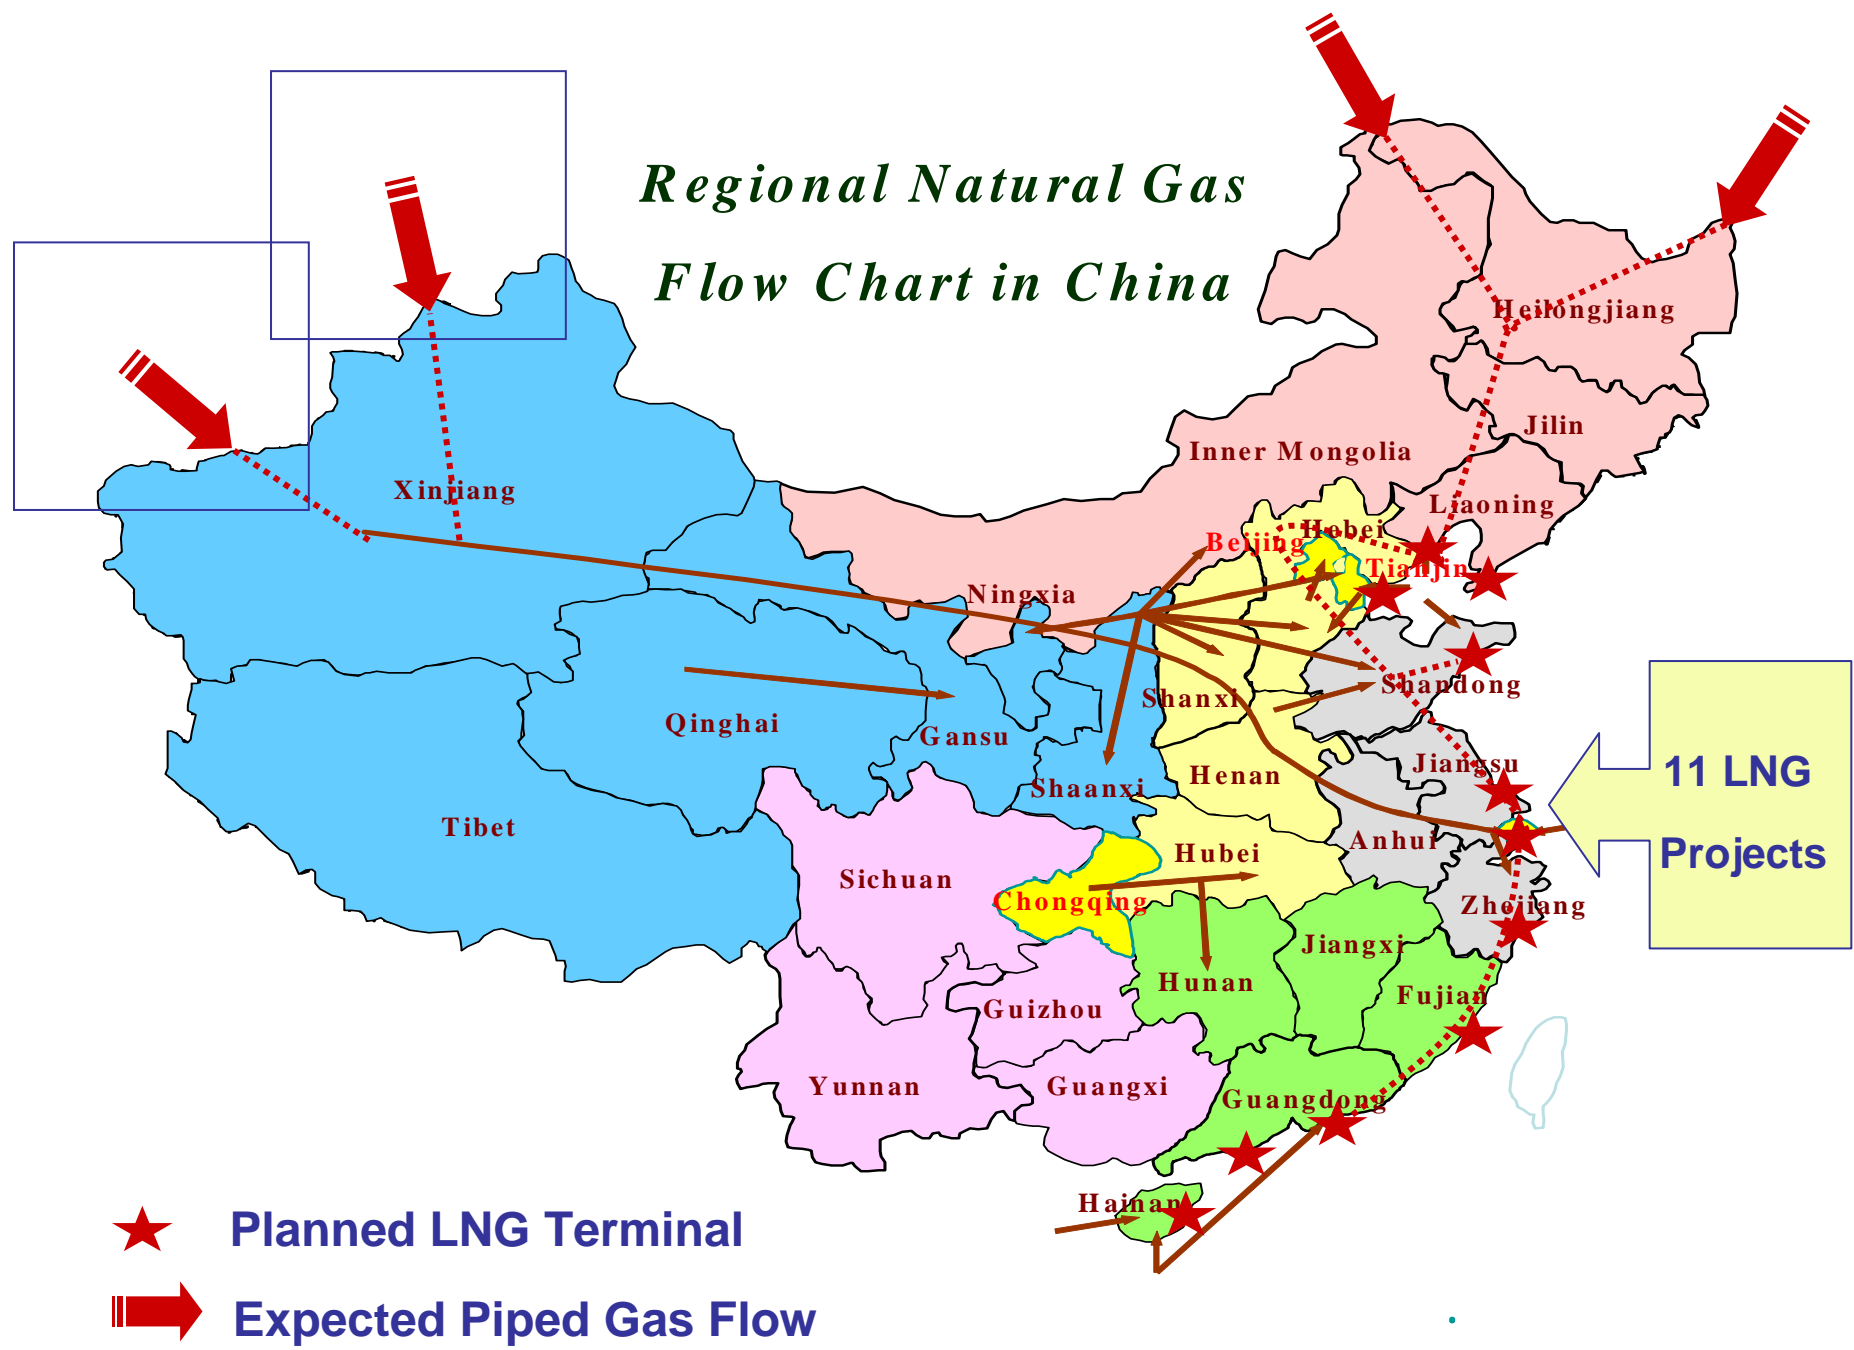 Regional Natural Gas
Flow Chart in China
Heilongjiang
Jilin
Inner Mongolia
Xinjiang
Liaoning
Hebei
Beijing
Tianjin
Ningxia
Shandong
Shanxi
Qinghai
Gansu
Jiangsu
11 LNG
Projects
Henan
Shaanxi
Tibet
Anhui
Hubei
Sichuan
Chongqing
Zhejiang
Jiangxi
Hunan
Fujian
Guizhou
Yunnan
Guangxi
Guangdong
Hainan
Planned LNG Terminal
Expected Piped Gas Flow